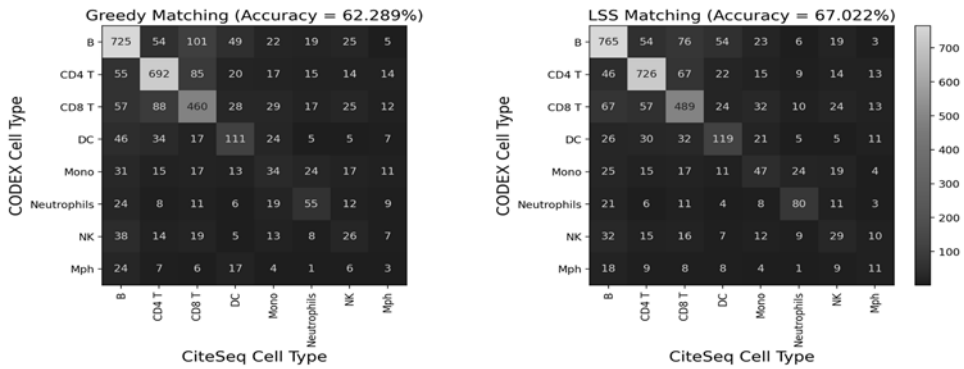 Greedy Matching (Accuracy = 62.289%)
CODEX Cell Type
B 725 54 101 49 22 19 25 5
CD4 T 55 692 85 20 17 15 14 14
CD8 T 57 88 460 28 29 17 25 12
DC 46 34 17 111 24 5 5 7
Mono 31 15 17 13 34 24 17 11
Neutrophils 24 8 11 6 19 55 12 9
NK 38 14 19 5 13 8 26 7
Mph 24 7 6 17 4 1 6 3
B CD4 T CD8 T DC Mono Neutrophils NK Mph
CiteSeq Cell Type
LSS Matching (Accuracy = 67.022%)
CODEX Cell Type
B 765 54 76 54 23 6 19 3
CD4 T 46 726 67 22 15 9 14 13
CD8 T 67 57 489 24 32 10 24 13
DC 26 30 32 119 21 5 5 11
Mono 25 15 17 11 47 24 19 4
Neutrophils 21 6 11 4 8 80 11 3
NK 32 15 16 7 12 9 29 10
Mph 18 9 8 8 4 1 9 11
B CD4 T CD8 T DC Mono Neutrophils NK Mph
CiteSeq Cell Type
700
600
500
400
300
200
100